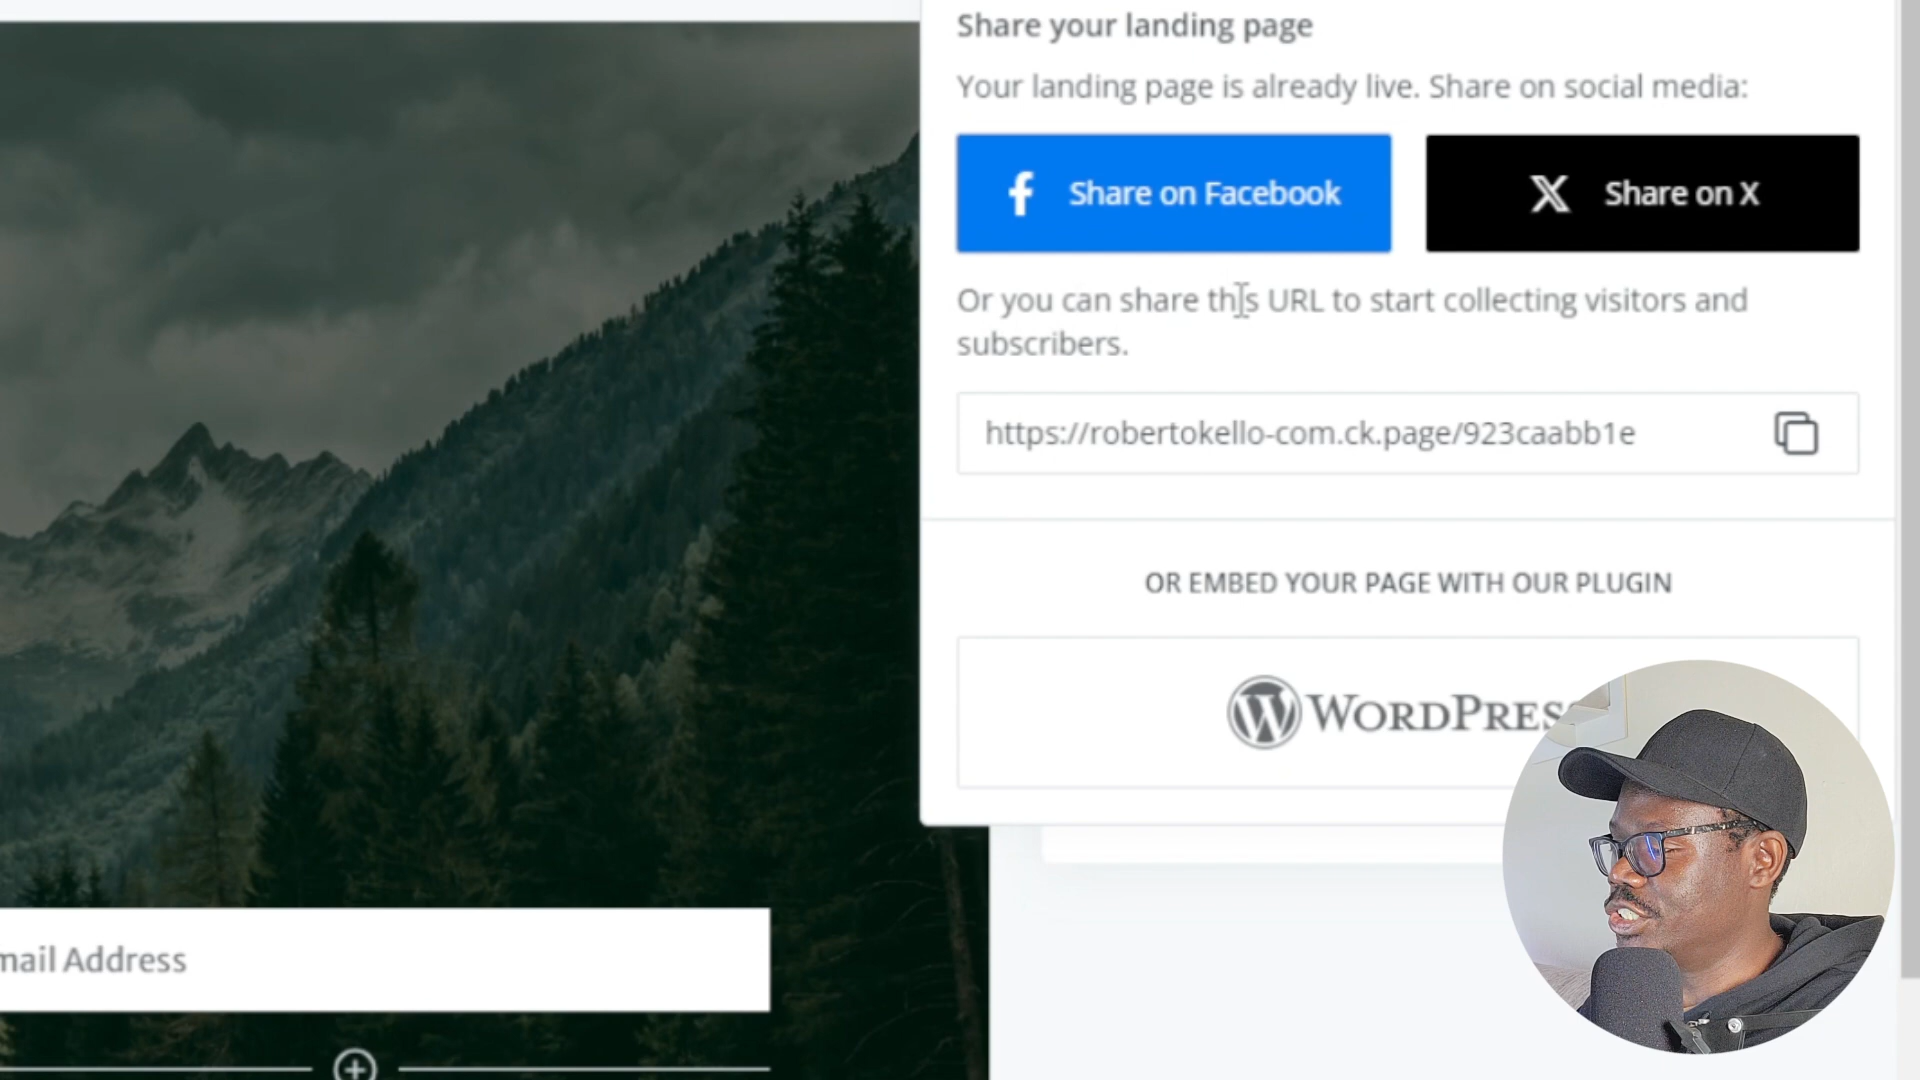 Share your landing page
Your landing page is already live. Share on social media:
Share on Facebook
Share on X
Or you can share this URL to start collecting visitors and
subscribers.
https://robertokello-com.ck.page/923caabb1e
OR EMBED YOUR PAGE WITH OUR PLUGIN
WORDPRES
mail Address